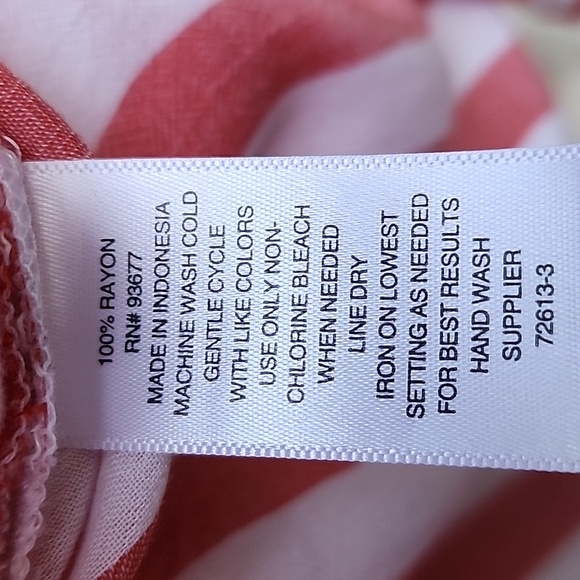 100% RAYON
RN# 93677
MADE IN INDONESIA
MACHINE WASH COLD
GENTLE CYCLE
WITH LIKE COLORS
USE ONLY NON-
CHLORINE BLEACH
WHEN NEEDED
LINE DRY
IRON ON LOWEST
SETTING AS NEEDED
FOR BEST RESULTS
HAND WASH
SUPPLIER
72613-3